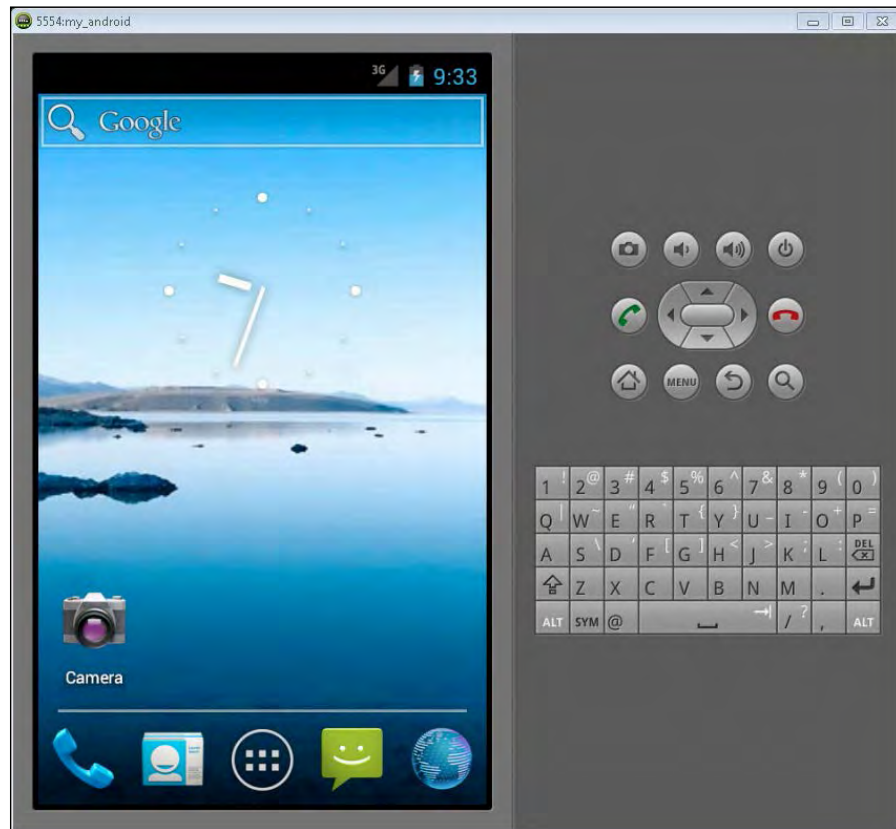 5554:my_android
3G 9:33
Google
Camera
MENU
1 ! 2 @ 3 # 4 $ 5 % 6 ^ 7 & 8 * 9 ( 0 )
Q | W ~ E " R ` T { Y } U _ I - O + P =
A S \ D ' F [ G ] H < J > K ; L : DEL
Z X C V B N M .
ALT SYM @ / ? , ALT